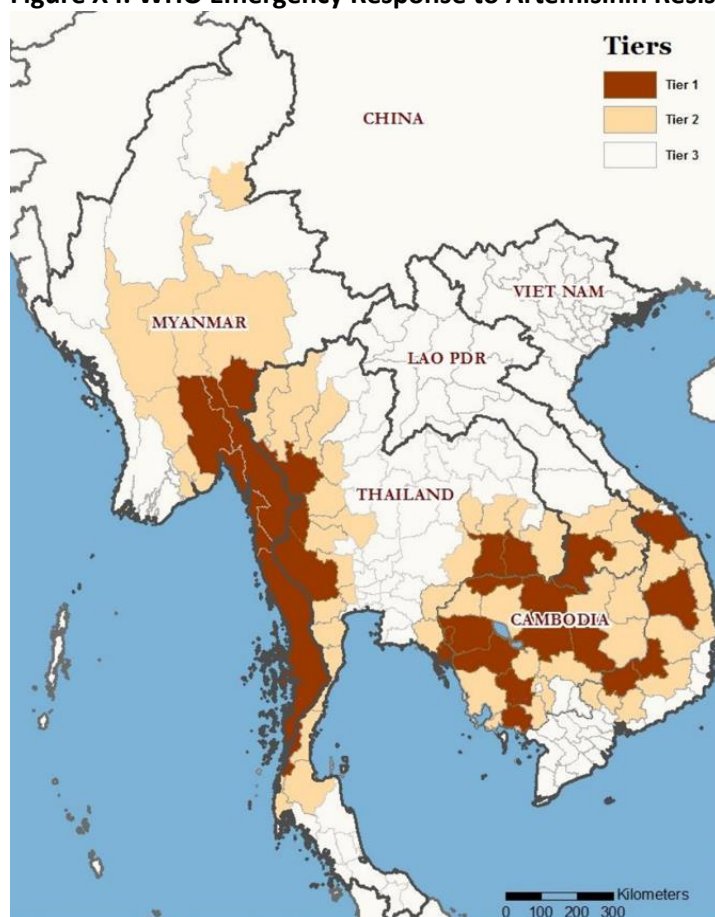 Tiers
Tier 1
Tier 2
Tier 3
CHINA
VIET NAM
MYANMAR
LAO PDR
THAILAND
CAMBODIA
Kilometers
0 100 200 300